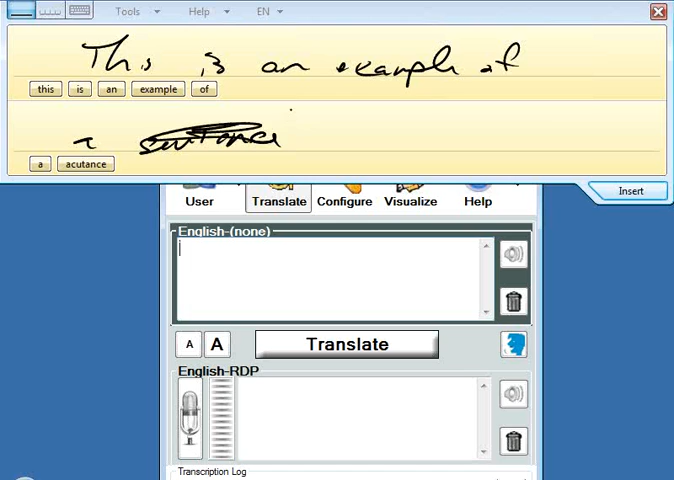 Tools Help EN
This is an example of
this is an example of
a sentance
a acutance
Insert
User Translate Configure Visualize Help
English-(none)
A A Translate
English-RDP
Transcription Log